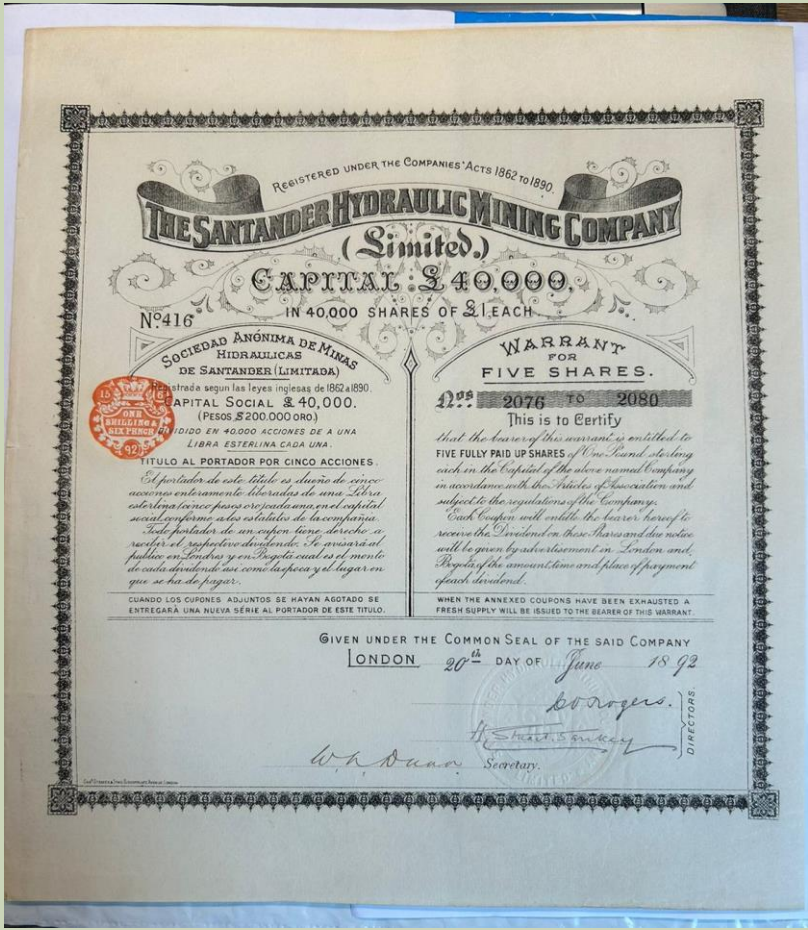 REGISTERED UNDER THE COMPANIES' ACTS 1862 TO 1890.
THE SANTANDER HYDRAULIC MINING COMPANY
(Limited.)
CAPITAL £40,000,
IN 40,000 SHARES OF £1 EACH.
No. 416
SOCIEDAD ANÓNIMA DE MINAS
HIDRAULICAS
DE SANTANDER (LIMITADA)
Registrada segun las leyes inglesas de 1862 a 1890.
CAPITAL SOCIAL £40,000.
(PESOS $200.000 ORO.)
DIVIDIDO EN 40.000 ACCIONES DE A UNA
LIBRA ESTERLINA CADA UNA.
TITULO AL PORTADOR POR CINCO ACCIONES.
El portador de este titulo es dueño de cinco
acciones enteramento liberadas de una Libra
esterlina (cinco pesos oro) cada una, en el capital
social, conforme a los estatutos de la compañia.
Todo portador de un cupon tiene derecho a
recibir el respectivo dividendo. Se avisará al
publico en Londres y en Bogotá cual es el monto
de cada dividendo asi como la epoca y el lugar en
que se ha de pagar.
CUANDO LOS CUPONES ADJUNTOS SE HAYAN AGOTADO SE
ENTREGARÁ UNA NUEVA SÉRIE AL PORTADOR DE ESTE TITULO.
ONE
SHILLING &
SIX PENCE
92
WARRANT
FOR
FIVE SHARES.
Nos. 2076 TO 2080
This is to Certify
that the bearer of this warrant is entitled to
FIVE FULLY PAID UP SHARES of One Pound sterling
each in the Capital of the above named Company
in accordance with the Articles of Association and
subject to the regulations of the Company.
Each Coupon will entitle the bearer hereof to
receive the Dividend on these Shares and due notice
will be given by advertisement in London and
Bogotá, of the amount, time and place of payment
of each dividend.
WHEN THE ANNEXED COUPONS HAVE BEEN EXHAUSTED A
FRESH SUPPLY WILL BE ISSUED TO THE BEARER OF THIS WARRANT.
GIVEN UNDER THE COMMON SEAL OF THE SAID COMPANY
LONDON 20th DAY OF June 1892
Rogers.
DIRECTORS.
H. Stuart Sankey
W. A. Dunn Secretary.